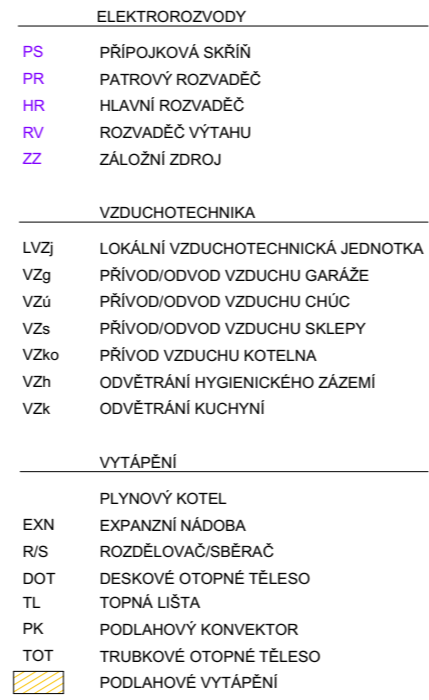 ELEKTROROZVODY
PS PŘÍPOJKOVÁ SKŘÍŇ
PR PATROVÝ ROZVADĚČ
HR HLAVNÍ ROZVADĚČ
RV ROZVADĚČ VÝTAHU
ZZ ZÁLOŽNÍ ZDROJ
VZDUCHOTECHNIKA
LVZj LOKÁLNÍ VZDUCHOTECHNICKÁ JEDNOTKA
VZg PŘÍVOD/ODVOD VZDUCHU GARÁŽE
VZú PŘÍVOD/ODVOD VZDUCHU CHÚC
VZs PŘÍVOD/ODVOD VZDUCHU SKLEPY
VZko PŘÍVOD VZDUCHU KOTELNA
VZh ODVĚTRÁNÍ HYGIENICKÉHO ZÁZEMÍ
VZk ODVĚTRÁNÍ KUCHYNÍ
VYTÁPĚNÍ
PLYNOVÝ KOTEL
EXN EXPANZNÍ NÁDOBA
R/S ROZDĚLOVAČ/SBĚRAČ
DOT DESKOVÉ OTOPNÉ TĚLESO
TL TOPNÁ LIŠTA
PK PODLAHOVÝ KONVEKTOR
TOT TRUBKOVÉ OTOPNÉ TĚLESO
PODLAHOVÉ VYTÁPĚNÍ